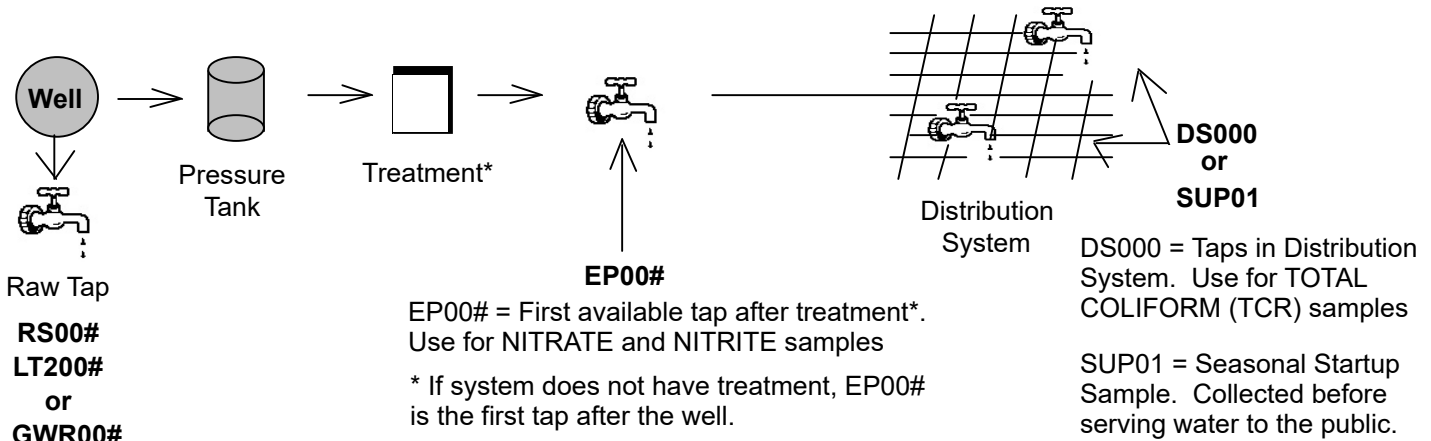 Well
Pressure
Tank
Treatment*
Raw Tap
RS00#
LT200#
or
GWR00#
EP00#
EP00# = First available tap after treatment*.
Use for NITRATE and NITRITE samples
* If system does not have treatment, EP00#
is the first tap after the well.
Distribution
System
DS000
or
SUP01
DS000 = Taps in Distribution
System. Use for TOTAL
COLIFORM (TCR) samples
SUP01 = Seasonal Startup
Sample. Collected before
serving water to the public.